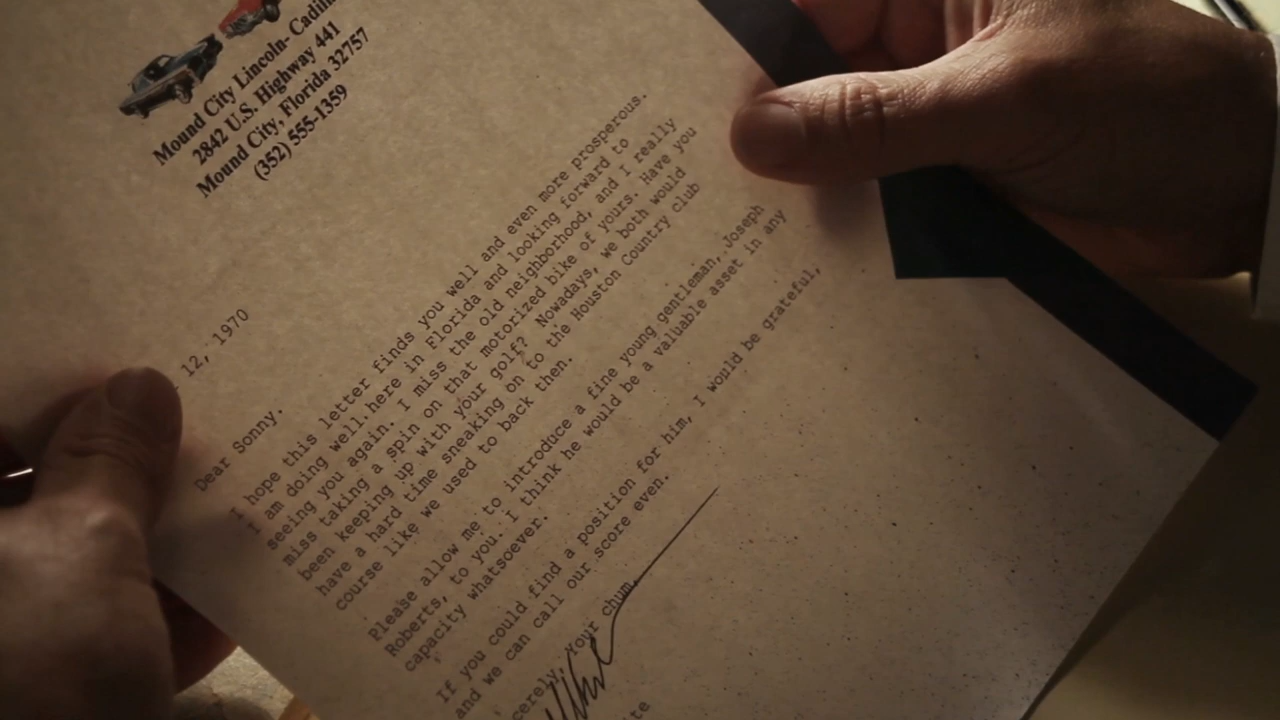 Mound City Lincoln- Cadil
2842 U.S. Highway 441
Mound City, Florida 32757
(352) 555-1359
12, 1970
Dear Sonny.
I hope this letter finds you well and even more prosperous.
I am doing well.here in Florida and looking forward to
seeing you again. I miss the old neighborhood, and I really
miss taking a spin on that motorized bike of yours. Have you
been keeping up with your golf? Nowadays, we both would
have a hard time sneaking on to the Houston Country club
course like we used to back then.
Please allow me to introduce a fine young gentleman, Joseph
Roberts, to you. I think he would be a valuable asset in any
capacity whatsoever.
If you could find a position for him, I would be grateful,
and we can call our score even.
cerely, Your chum,
Mike
ite